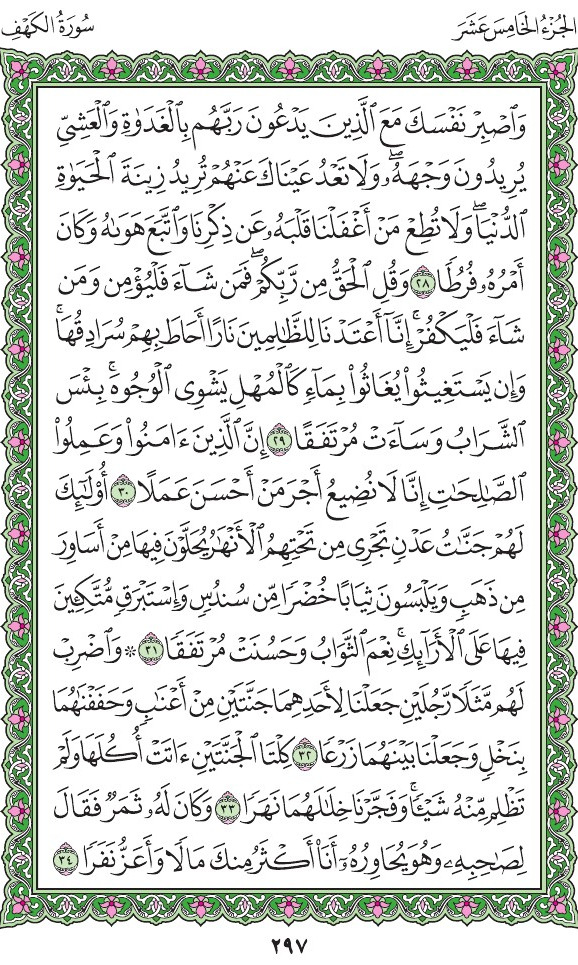 الجُزْءُ الخَامِسَ عَشَرَ
سُورَةُ الكَهْفِ
وَٱصْبِرْ نَفْسَكَ مَعَ ٱلَّذِينَ يَدْعُونَ رَبَّهُم بِٱلْغَدَوٰةِ وَٱلْعَشِىِّ
يُرِيدُونَ وَجْهَهُۥۖ وَلَا تَعْدُ عَيْنَاكَ عَنْهُمْ تُرِيدُ زِينَةَ ٱلْحَيَوٰةِ
ٱلدُّنْيَاۖ وَلَا تُطِعْ مَنْ أَغْفَلْنَا قَلْبَهُۥ عَن ذِكْرِنَا وَٱتَّبَعَ هَوَىٰهُ وَكَانَ
أَمْرُهُۥ فُرُطًا ٢٨ وَقُلِ ٱلْحَقُّ مِن رَّبِّكُمْۖ فَمَن شَآءَ فَلْيُؤْمِن وَمَن
شَآءَ فَلْيَكْفُرْۚ إِنَّآ أَعْتَدْنَا لِلظَّٰلِمِينَ نَارًا أَحَاطَ بِهِمْ سُرَادِقُهَاۚ
وَإِن يَسْتَغِيثُوا۟ يُغَاثُوا۟ بِمَآءٍ كَٱلْمُهْلِ يَشْوِى ٱلْوُجُوهَۚ بِئْسَ
ٱلشَّرَابُ وَسَآءَتْ مُرْتَفَقًا ٢٩ إِنَّ ٱلَّذِينَ ءَامَنُوا۟ وَعَمِلُوا۟
ٱلصَّٰلِحَٰتِ إِنَّا لَا نُضِيعُ أَجْرَ مَنْ أَحْسَنَ عَمَلًا ٣٠ أُو۟لَٰٓئِكَ
لَهُمْ جَنَّٰتُ عَدْنٍ تَجْرِى مِن تَحْتِهِمُ ٱلْأَنْهَٰرُ يُحَلَّوْنَ فِيهَا مِنْ أَسَاوِرَ
مِن ذَهَبٍ وَيَلْبَسُونَ ثِيَابًا خُضْرًا مِّن سُندُسٍ وَإِسْتَبْرَقٍ مُّتَّكِـِٔينَ
فِيهَا عَلَى ٱلْأَرَآئِكِۚ نِعْمَ ٱلثَّوَابُ وَحَسُنَتْ مُرْتَفَقًا ٣١ ۞ وَٱضْرِبْ
لَهُم مَّثَلًا رَّجُلَيْنِ جَعَلْنَا لِأَحَدِهِمَا جَنَّتَيْنِ مِنْ أَعْنَٰبٍ وَحَفَفْنَٰهُمَا
بِنَخْلٍ وَجَعَلْنَا بَيْنَهُمَا زَرْعًا ٣٢ كِلْتَا ٱلْجَنَّتَيْنِ ءَاتَتْ أُكُلَهَا وَلَمْ
تَظْلِم مِّنْهُ شَيْـًٔاۚ وَفَجَّرْنَا خِلَٰلَهُمَا نَهَرًا ٣٣ وَكَانَ لَهُۥ ثَمَرٌ فَقَالَ
لِصَٰحِبِهِۦ وَهُوَ يُحَاوِرُهُۥٓ أَنَا۠ أَكْثَرُ مِنكَ مَالًا وَأَعَزُّ نَفَرًا ٣٤
٢٩٧